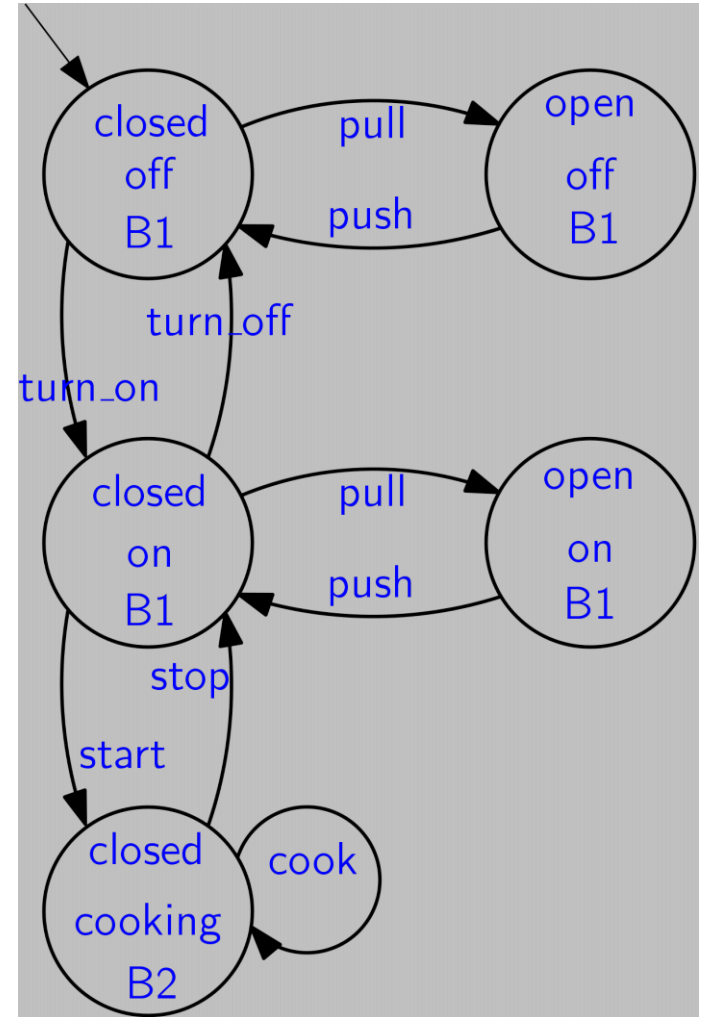 closed
off
B1
pull
push
open
off
B1
turn_off
turn_on
closed
on
B1
pull
push
open
on
B1
stop
start
closed
cooking
B2
cook